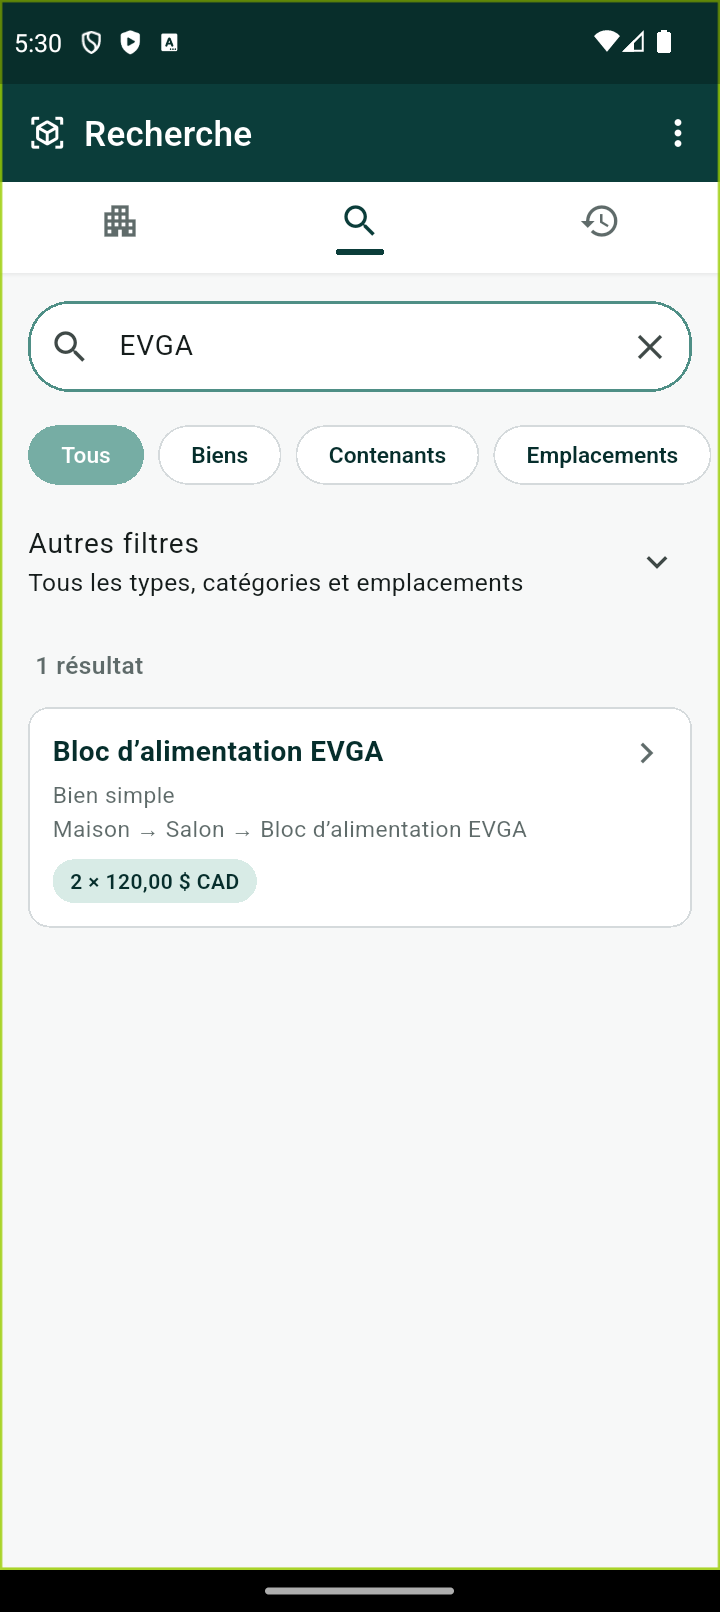 5:30
Recherche
EVGA
Tous
Biens
Contenants
Emplacements
Autres filtres
Tous les types, catégories et emplacements
1 résultat
Bloc d’alimentation EVGA
Bien simple
Maison → Salon → Bloc d’alimentation EVGA
2 × 120,00 $ CAD